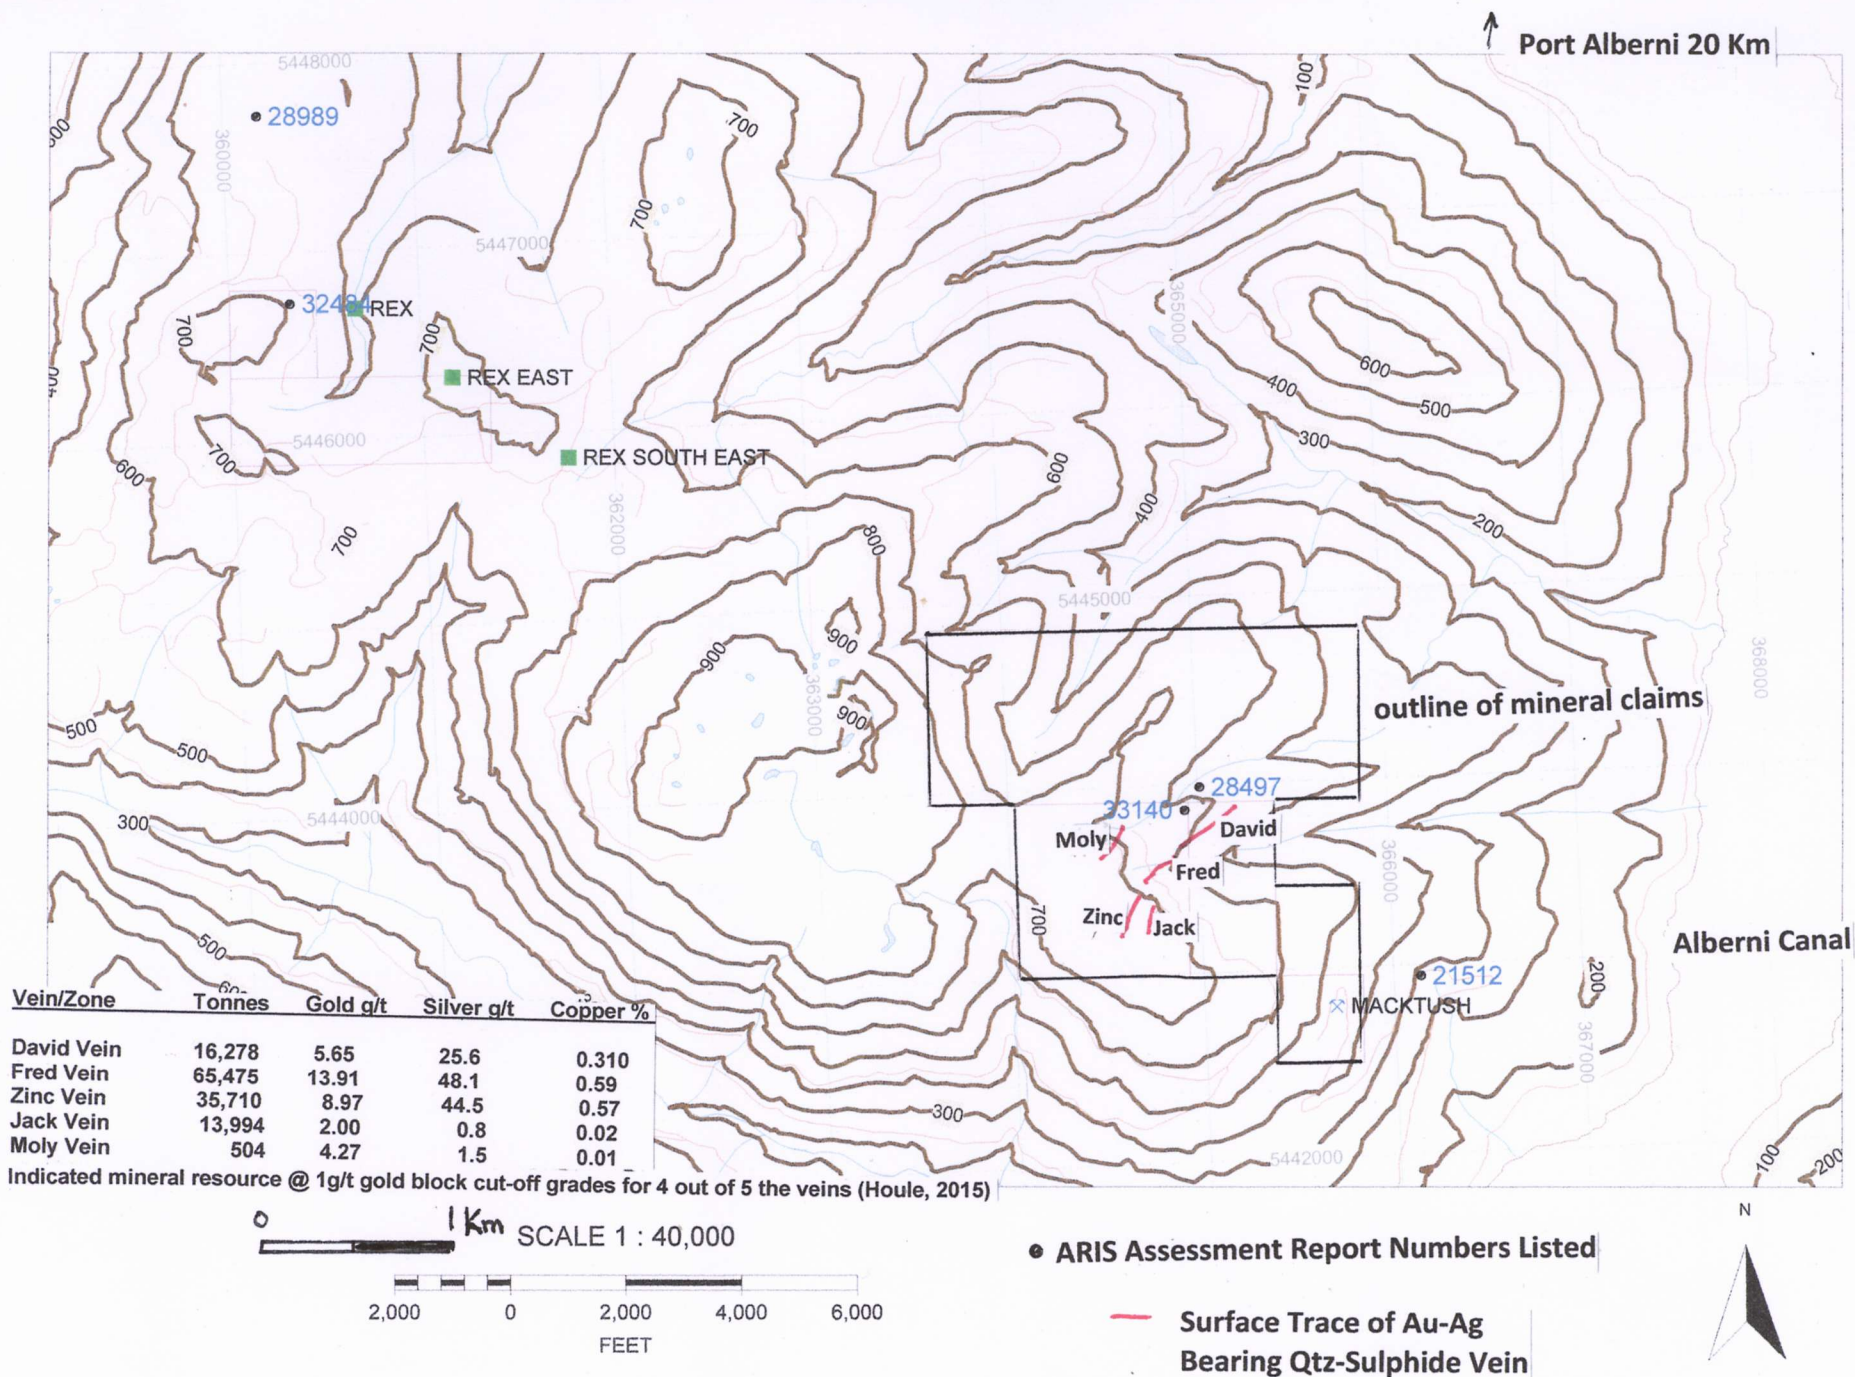 Port Alberni 20 Km
5448000
100
28989
360000
700
700
5447000
32484
REX
700
700
365000
REX EAST
600
400
500
300
5446000
700
600
REX SOUTH EAST
600
400
200
362000
700
800
5445000
900
900
900
363000
368000
outline of mineral claims
500
500
28497
33140
David
Moly
Fred
5444000
300
366000
Zinc
Jack
700
500
Alberni Canal
21512
200
MACKTUSH
367000
300
5442000
100
200
Vein/Zone Tonnes Gold g/t Silver g/t Copper %
David Vein 16,278 5.65 25.6 0.310
Fred Vein 65,475 13.91 48.1 0.59
Zinc Vein 35,710 8.97 44.5 0.57
Jack Vein 13,994 2.00 0.8 0.02
Moly Vein 504 4.27 1.5 0.01
Indicated mineral resource @ 1g/t gold block cut-off grades for 4 out of 5 the veins (Houle, 2015)
0 1 Km SCALE 1 : 40,000
2,000 0 2,000 4,000 6,000
FEET
N
ARIS Assessment Report Numbers Listed
Surface Trace of Au-Ag
Bearing Qtz-Sulphide Vein